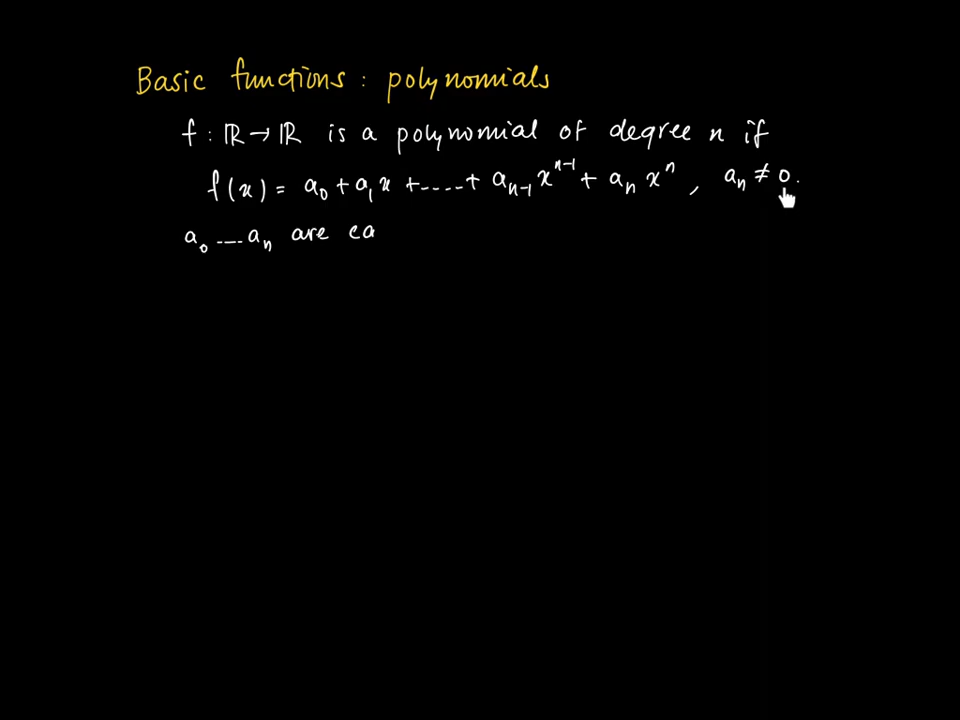 Basic functions: polynomials
f: ℝ → ℝ is a polynomial of degree n if
f(x) = a₀ + a₁x + ..... + aₙ₋₁xⁿ⁻¹ + aₙxⁿ, aₙ ≠ 0.
a₀ .... aₙ are ca